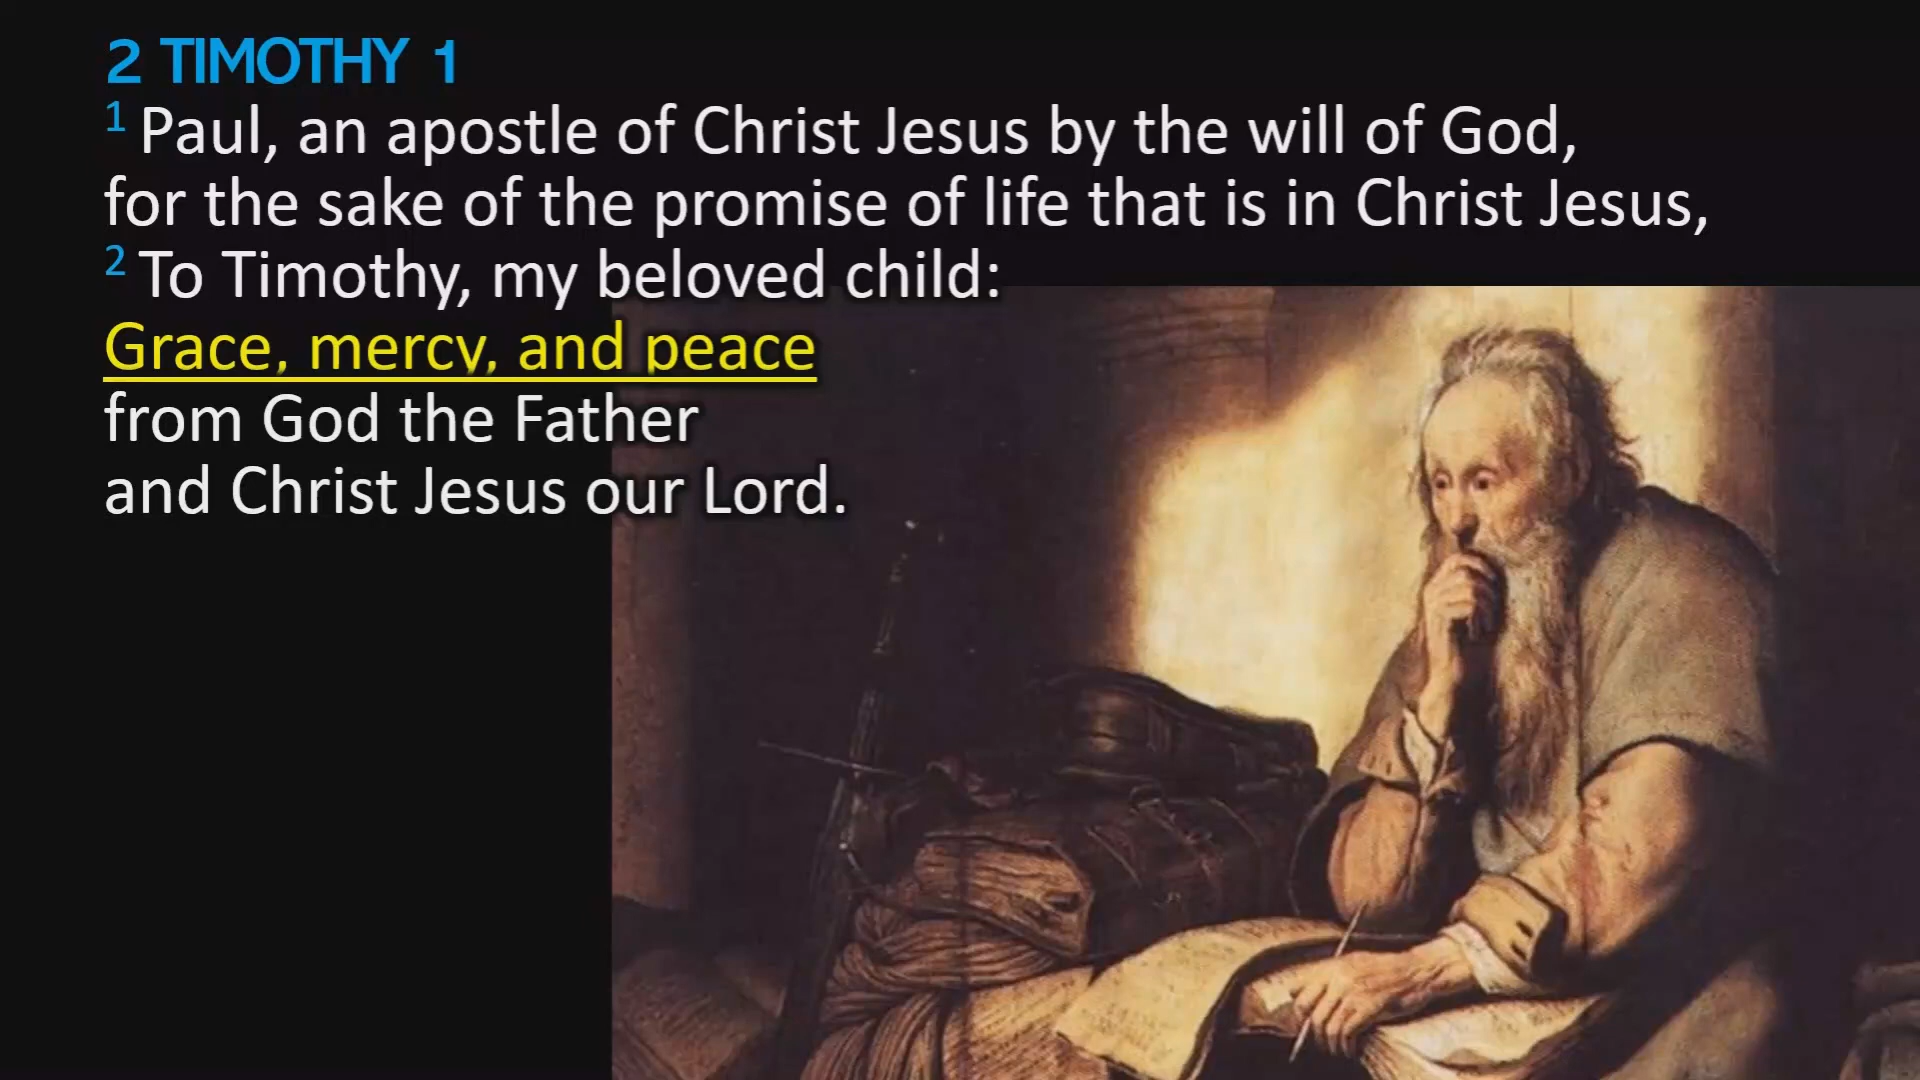 2 TIMOTHY 1
1 Paul, an apostle of Christ Jesus by the will of God,
for the sake of the promise of life that is in Christ Jesus,
2 To Timothy, my beloved child:
Grace, mercy, and peace
from God the Father
and Christ Jesus our Lord.